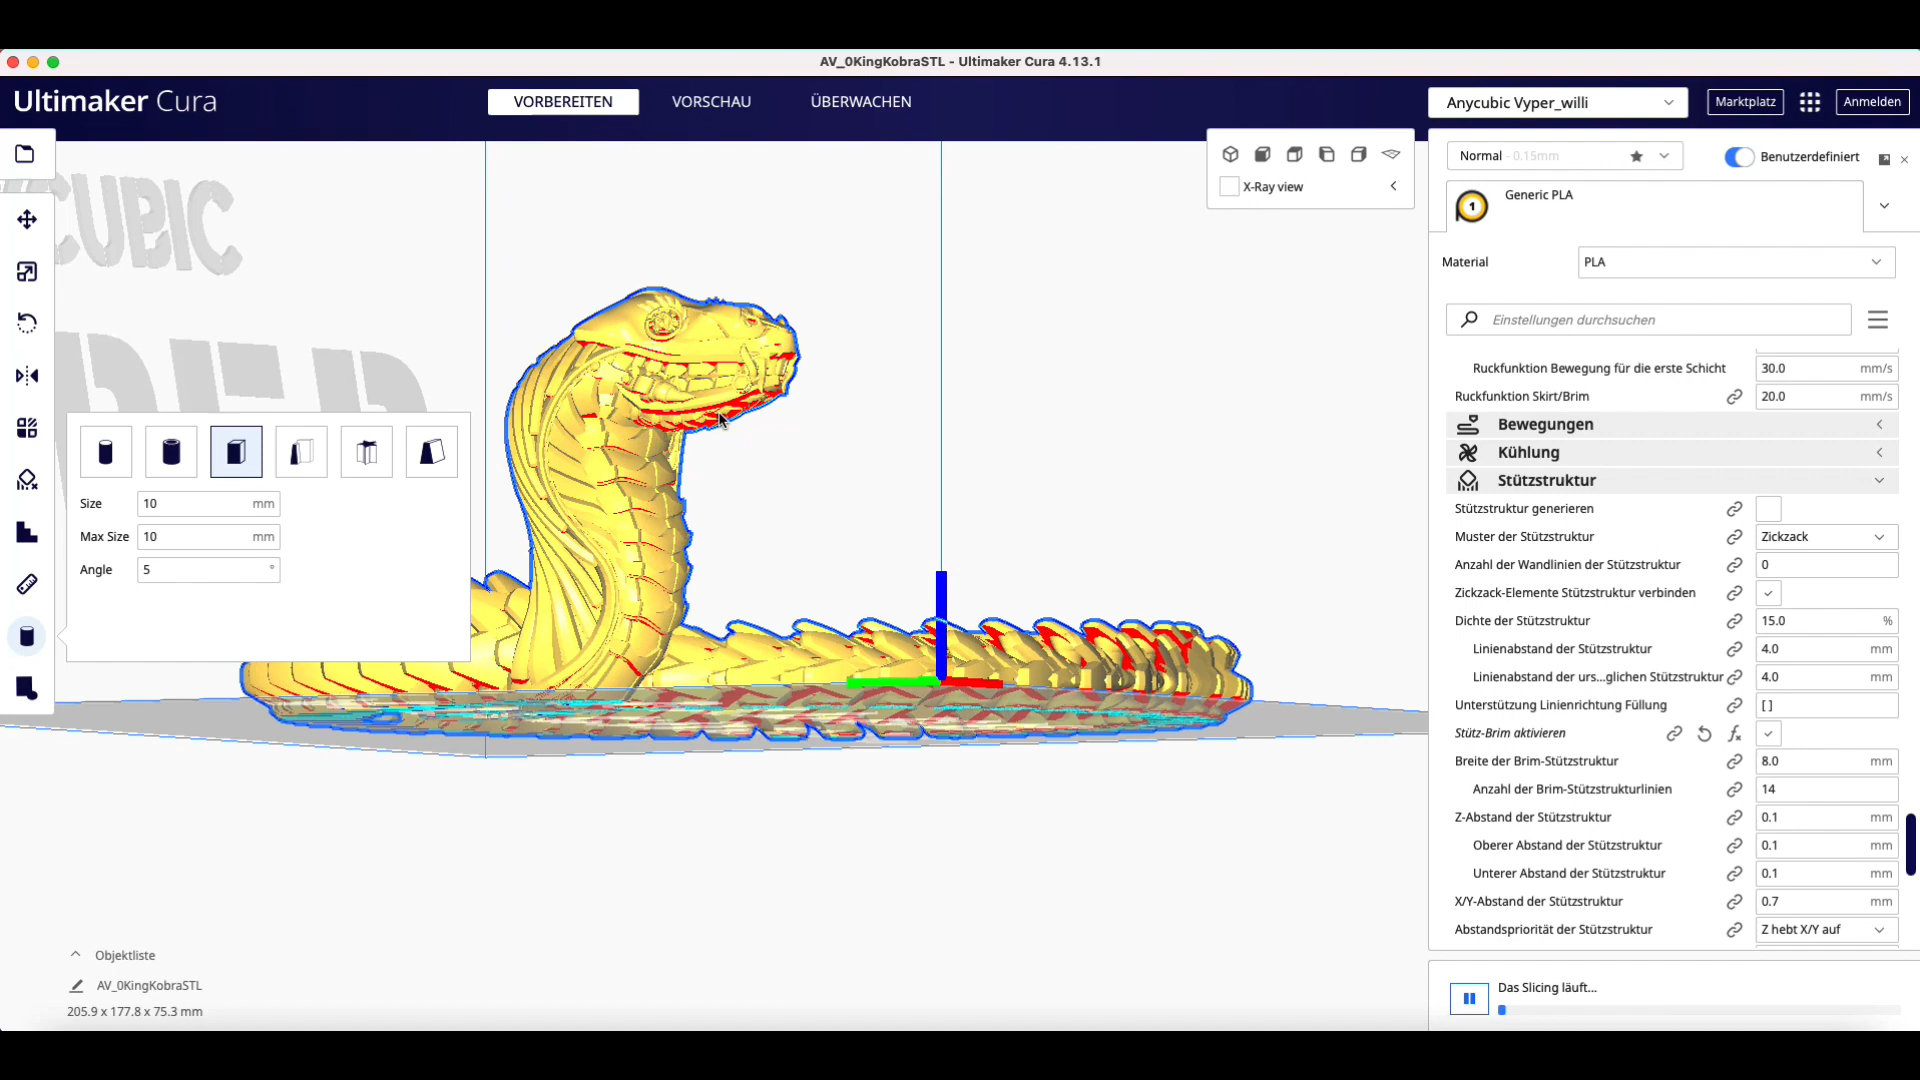 AV_0KingKobraSTL - Ultimaker Cura 4.13.1
Ultimaker Cura
VORBEREITEN
VORSCHAU
ÜBERWACHEN
Anycubic Vyper_willi
Marktplatz
Anmelden
CUBIC
X-Ray view
Normal - 0.15mm
Benutzerdefiniert
1
Generic PLA
Material
PLA
Einstellungen durchsuchen
Ruckfunktion Bewegung für die erste Schicht 30.0 mm/s
Ruckfunktion Skirt/Brim 20.0 mm/s
Bewegungen
Kühlung
Stützstruktur
Stützstruktur generieren
Muster der Stützstruktur Zickzack
Anzahl der Wandlinien der Stützstruktur 0
Zickzack-Elemente Stützstruktur verbinden
Dichte der Stützstruktur 15.0 %
Linienabstand der Stützstruktur 4.0 mm
Linienabstand der urs...glichen Stützstruktur 4.0 mm
Unterstützung Linienrichtung Füllung [ ]
Stütz-Brim aktivieren
Breite der Brim-Stützstruktur 8.0 mm
Anzahl der Brim-Stützstrukturlinien 14
Z-Abstand der Stützstruktur 0.1 mm
Oberer Abstand der Stützstruktur 0.1 mm
Unterer Abstand der Stützstruktur 0.1 mm
X/Y-Abstand der Stützstruktur 0.7 mm
Abstandspriorität der Stützstruktur Z hebt X/Y auf
Size 10 mm
Max Size 10 mm
Angle 5 °
Objektliste
AV_0KingKobraSTL
205.9 x 177.8 x 75.3 mm
Das Slicing läuft...